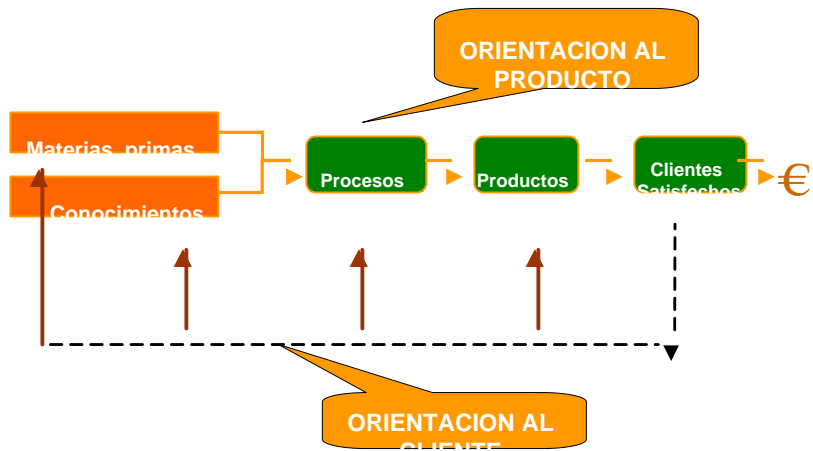 ORIENTACION AL
PRODUCTO
Materias primas
Conocimientos
Procesos
Productos
Clientes
Satisfechos
€
ORIENTACION AL
CLIENTE